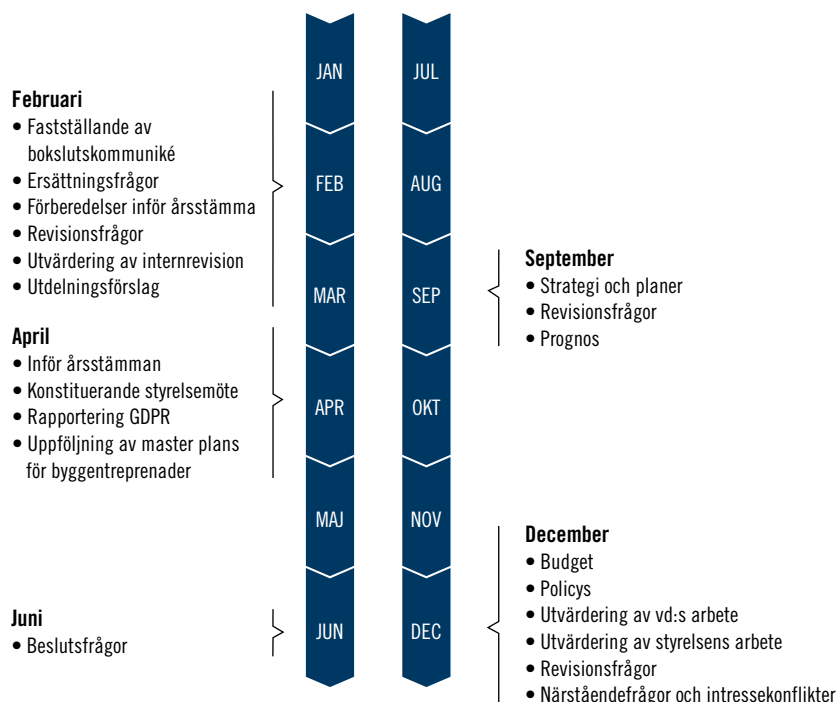 Februari
• Fastställande av
bokslutskommuniké
• Ersättningsfrågor
• Förberedelser inför årsstämma
• Revisionsfrågor
• Utvärdering av internrevision
• Utdelningsförslag
April
• Inför årsstämman
• Konstituerande styrelsemöte
• Rapportering GDPR
• Uppföljning av master plans
för byggentreprenader
Juni
• Beslutsfrågor
JAN
FEB
MAR
APR
MAJ
JUN
JUL
AUG
SEP
OKT
NOV
DEC
September
• Strategi och planer
• Revisionsfrågor
• Prognos
December
• Budget
• Policys
• Utvärdering av vd:s arbete
• Utvärdering av styrelsens arbete
• Revisionsfrågor
• Närståendefrågor och intressekonflikter